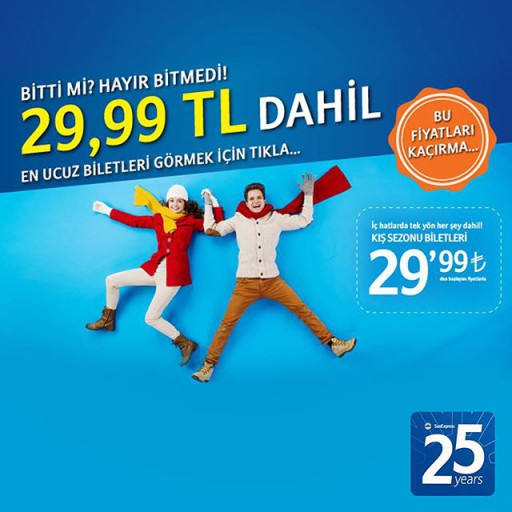 BİTTİ Mİ? HAYIR BİTMEDİ!
29,99 TL DAHİL
EN UCUZ BİLETLERİ GÖRMEK İÇİN TIKLA...
BU
FİYATLARI
KAÇIRMA...
İç hatlarda tek yön her şey dahil!
KIŞ SEZONU BİLETLERİ
29'99₺
den başlayan fiyatlarla
SunExpress
25
years